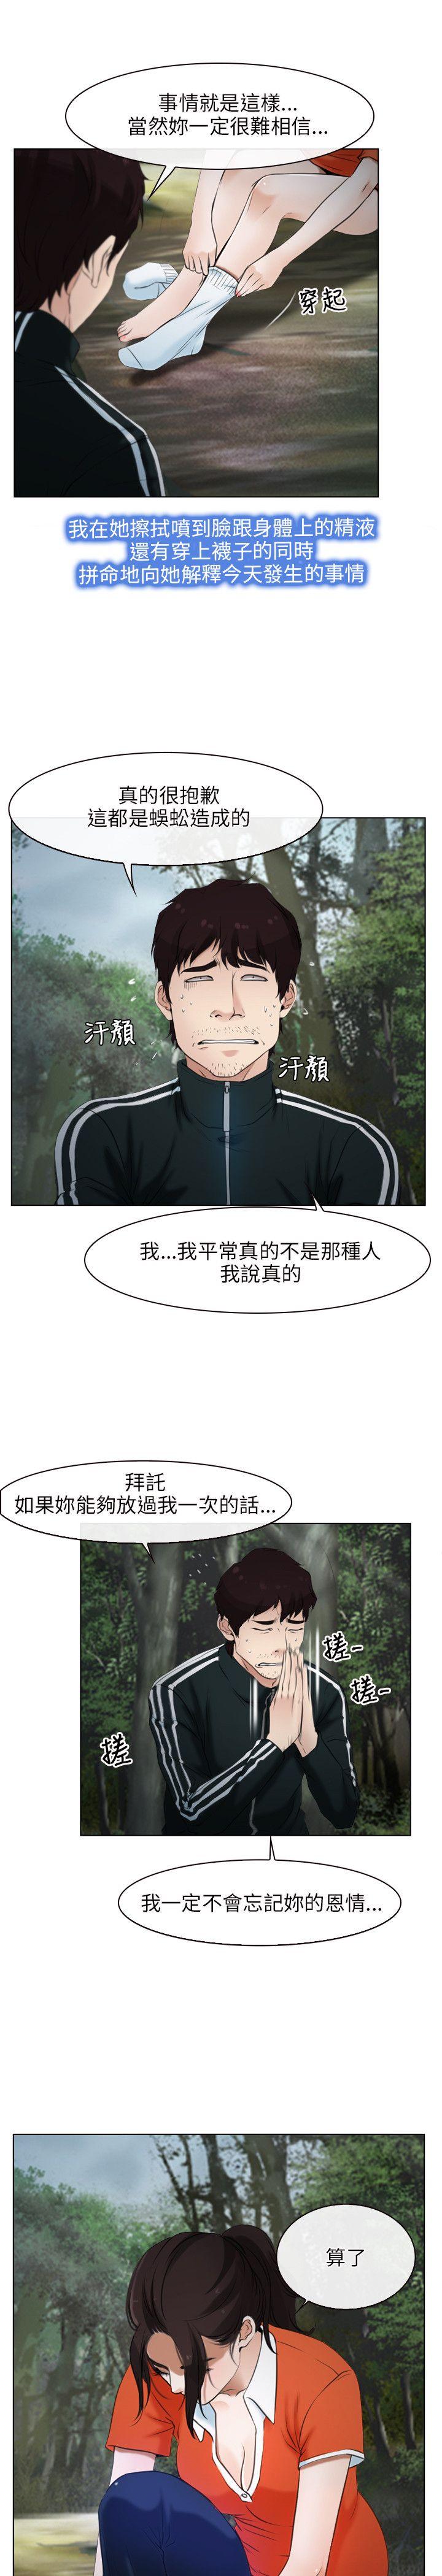 事情就是這樣...
當然妳一定很難相信...
穿起
我在她擦拭噴到臉跟身體上的精液
還有穿上襪子的同時
拼命地向她解釋今天發生的事情
真的很抱歉
這都是蜈蚣造成的
汗顏
汗顏
我...我平常真的不是那種人
我說真的
拜託
如果妳能夠放過我一次的話...
搓-
搓-
搓
我一定不會忘記妳的恩情...
算了